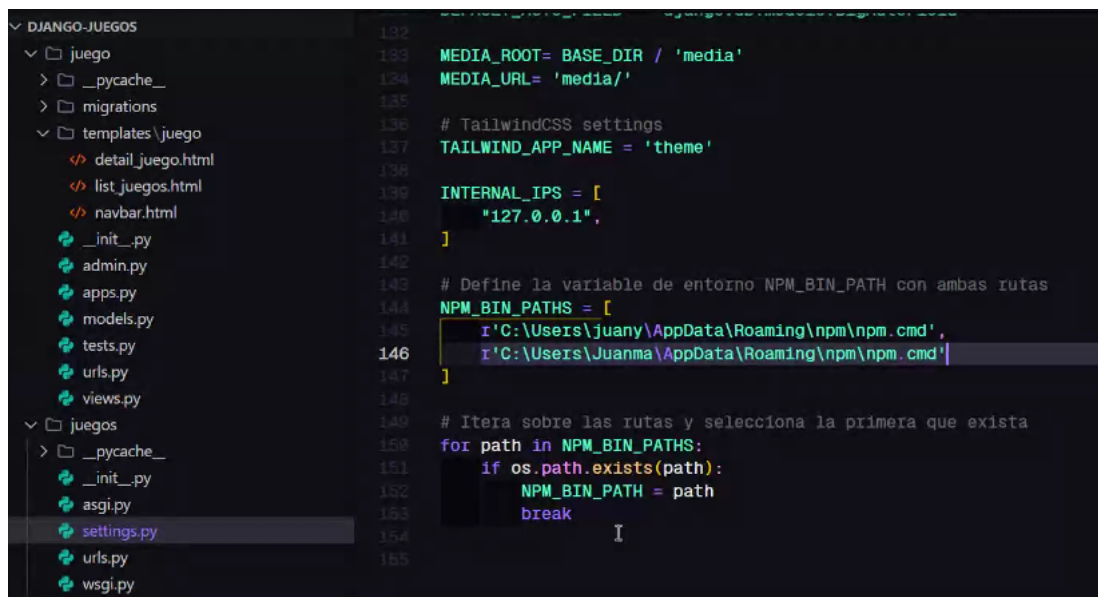 DJANGO-JUEGOS
juego
__pycache__
migrations
templates\juego
detail_juego.html
list_juegos.html
navbar.html
__init__.py
admin.py
apps.py
models.py
tests.py
urls.py
views.py
juegos
__pycache__
__init__.py
asgi.py
settings.py
urls.py
wsgi.py
132
133 MEDIA_ROOT= BASE_DIR / 'media'
134 MEDIA_URL= 'media/'
135
136 # TailwindCSS settings
137 TAILWIND_APP_NAME = 'theme'
138
139 INTERNAL_IPS = [
140 "127.0.0.1",
141 ]
142
143 # Define la variable de entorno NPM_BIN_PATH con ambas rutas
144 NPM_BIN_PATHS = [
145 r'C:\Users\juany\AppData\Roaming\npm\npm.cmd',
146 r'C:\Users\Juanma\AppData\Roaming\npm\npm.cmd'
147 ]
148
149 # Itera sobre las rutas y selecciona la primera que exista
150 for path in NPM_BIN_PATHS:
151 if os.path.exists(path):
152 NPM_BIN_PATH = path
153 break
154
155